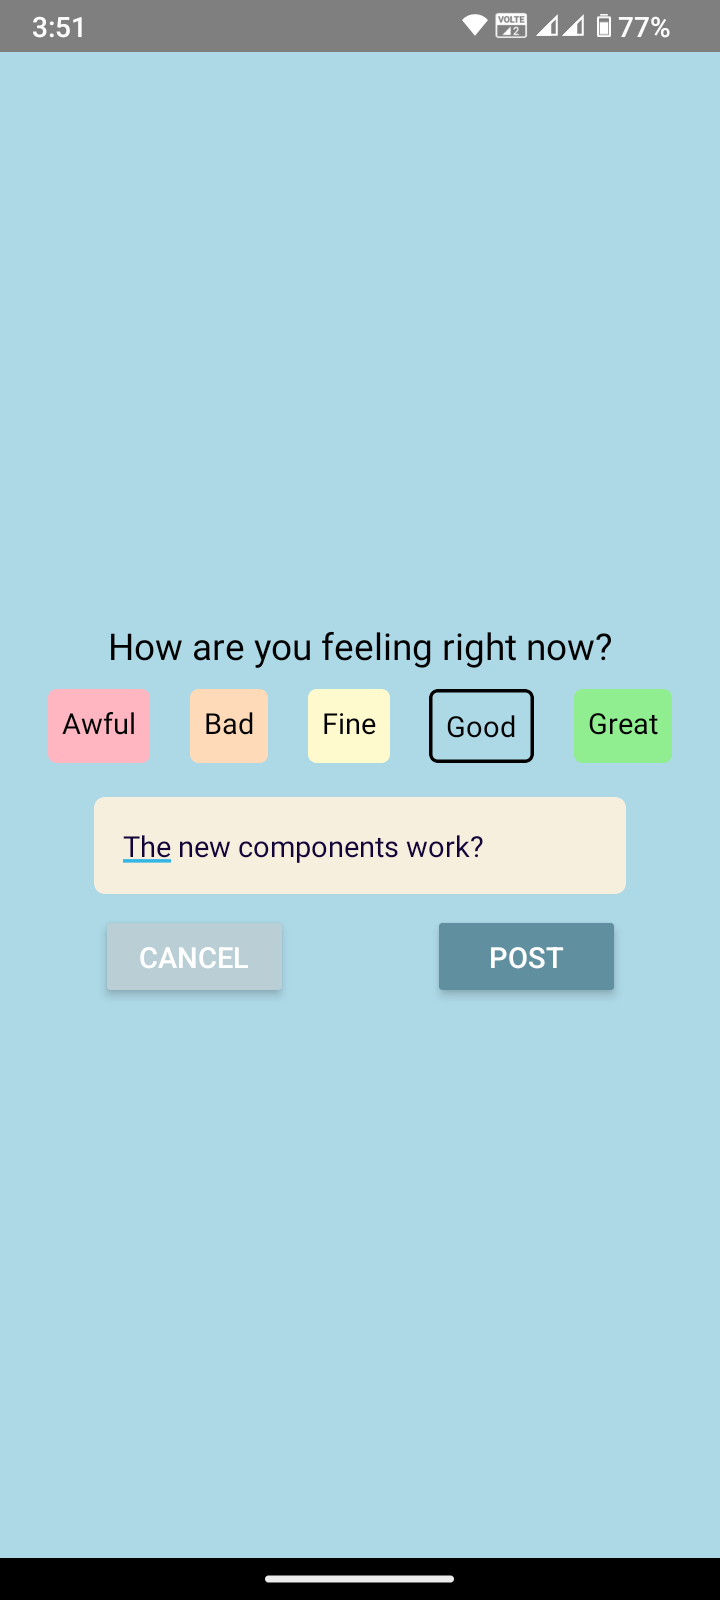 3:51 VOLTE 2 77%
How are you feeling right now?
Awful Bad Fine Good Great
The new components work?
CANCEL POST